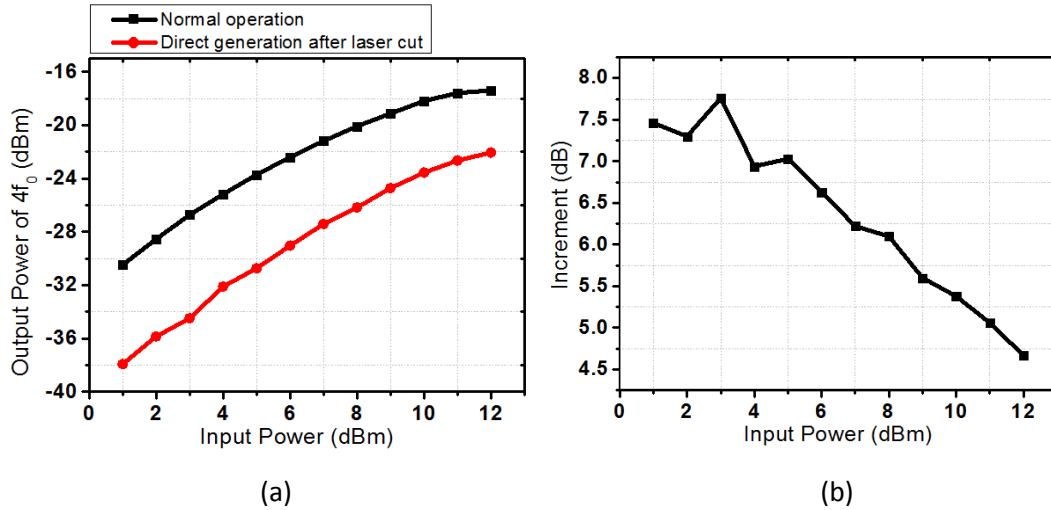 Normal operation
Direct generation after laser cut
Output Power of 4f₀ (dBm)
-16
-20
-24
-28
-32
-36
-40
0 2 4 6 8 10 12
Input Power (dBm)
(a)
Increment (dB)
8.0
7.5
7.0
6.5
6.0
5.5
5.0
4.5
0 2 4 6 8 10 12
Input Power (dBm)
(b)